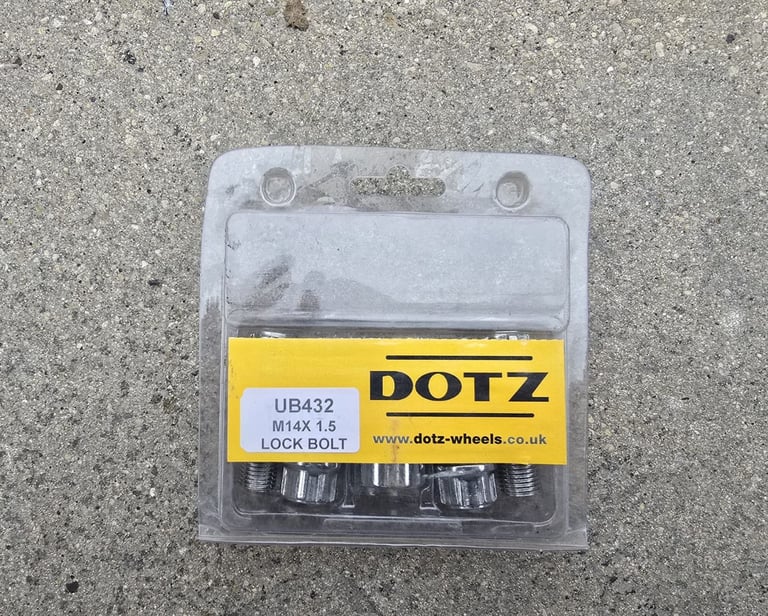 DOTZ
UB432
M14X 1.5
LOCK BOLT
www.dotz-wheels.co.uk